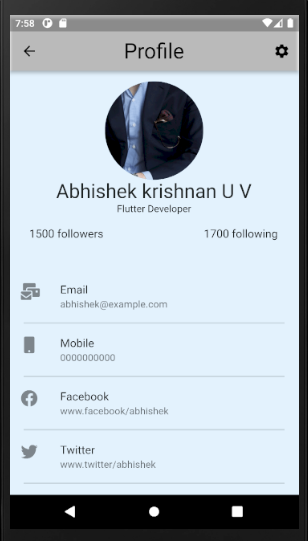 7:58
Profile
Abhishek krishnan U V
Flutter Developer
1500 followers 1700 following
Email
abhishek@example.com
Mobile
0000000000
Facebook
www.facebook/abhishek
Twitter
www.twitter/abhishek